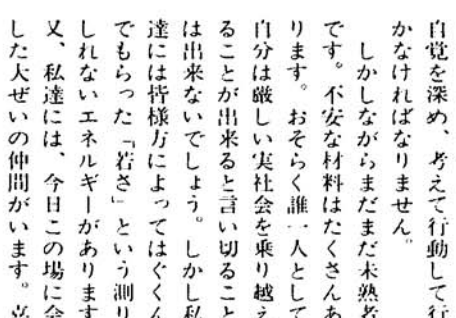 自覚を深め、考えて行動して行
かなければなりません。
しかしながらまだまだ未熟者
です。不安な材料はたくさんあ
ります。おそらく誰一人として
自分は厳しい実社会を乗り越え
ることが出来ると言い切ること
は出来ないでしょう。しかし私
達には皆様方によってはぐくん
でもらった「若さ」という測り
しれないエネルギーがあります
又、私達には、今日この場に会
した大ぜいの仲間がいます。喜